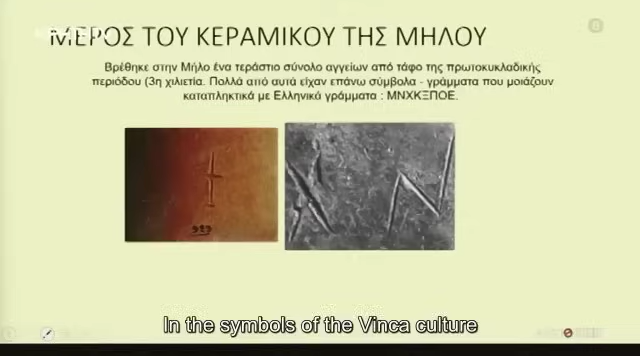 ΜΕΡΟΣ ΤΟΥ ΚΕΡΑΜΙΚΟΥ ΤΗΣ ΜΗΛΟΥ
Βρέθηκε στην Μήλο ένα τεράστιο σύνολο αγγείων από τάφο της πρωτοκυκλαδικής
περιόδου (3η χιλιετία. Πολλά από αυτά είχαν επάνω σύμβολα - γράμματα που μοιάζουν
καταπληκτικά με Ελληνικά γράμματα : ΜΝΧΚΞΠΟΕ.
In the symbols of the Vinca culture